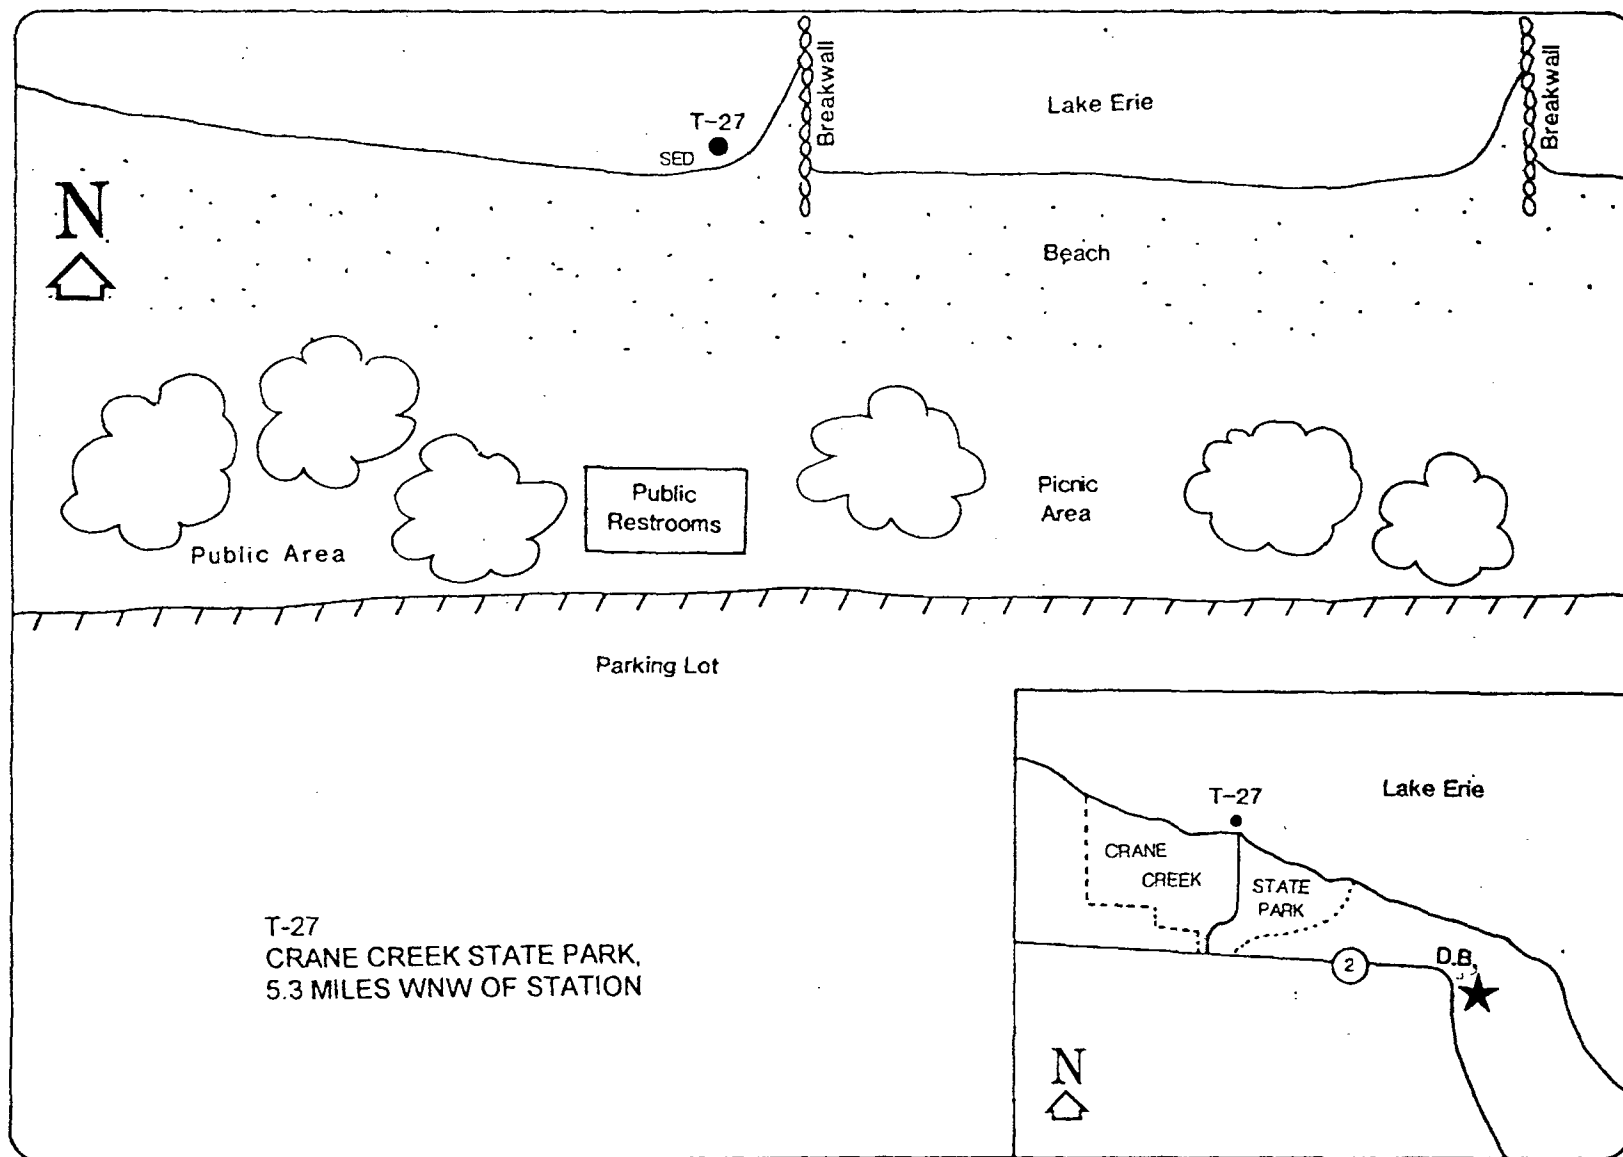 Breakwall
Breakwall
Lake Erie
T-27
SED
N
Beach
Public
Restrooms
Picnic
Area
Public Area
Parking Lot
T-27
CRANE CREEK STATE PARK,
5.3 MILES WNW OF STATION
Lake Erie
T-27
CRANE
CREEK
STATE
PARK
2
D.B.
N